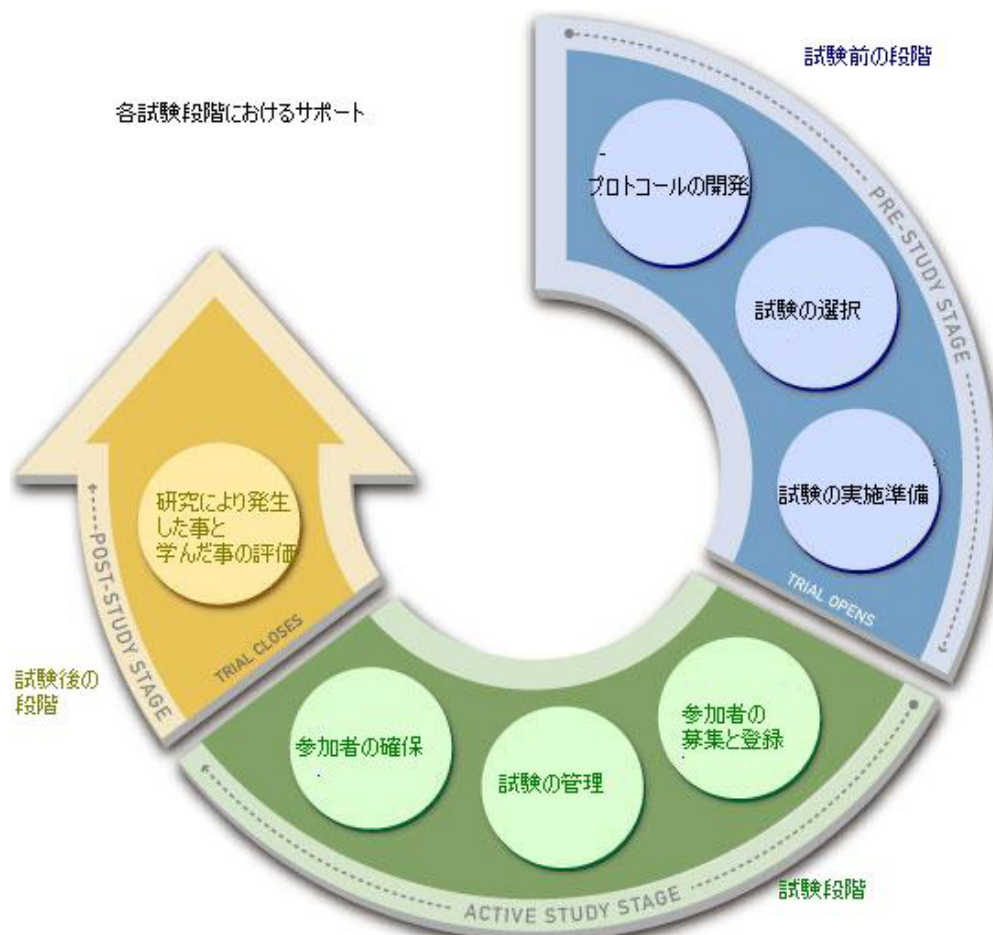 試験前の段階
各試験段階におけるサポート
プロトコールの開発
PRE-STUDY STAGE
試験の選択
試験の実施準備
TRIAL OPENS
参加者の
募集と登録
試験の管理
参加者の確保
ACTIVE STUDY STAGE
試験段階
研究により発生
した事と
学んだ事の評価
TRIAL CLOSES
POST-STUDY STAGE
試験後の
段階